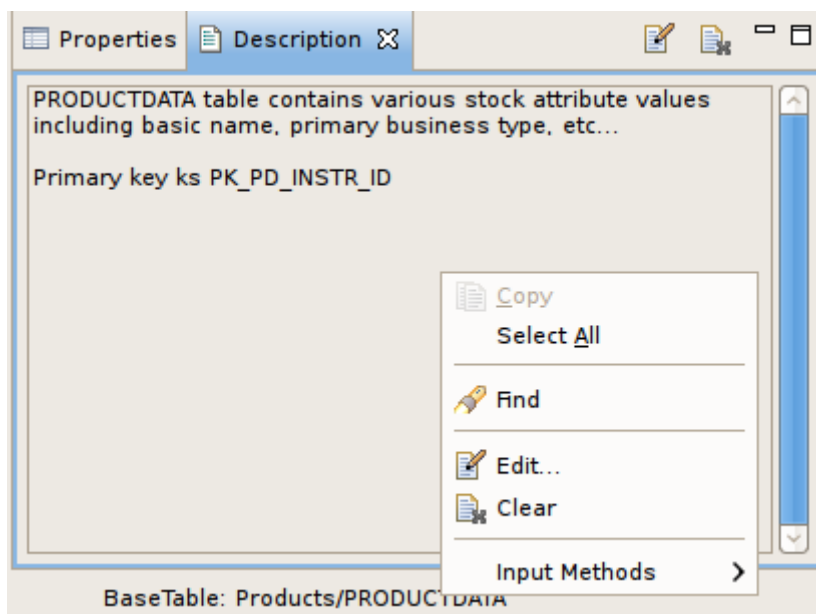 Properties Description
PRODUCTDATA table contains various stock attribute values
including basic name, primary business type, etc...
Primary key ks PK_PD_INSTR_ID
Copy
Select All
Find
Edit...
Clear
Input Methods
BaseTable: Products/PRODUCTDATA